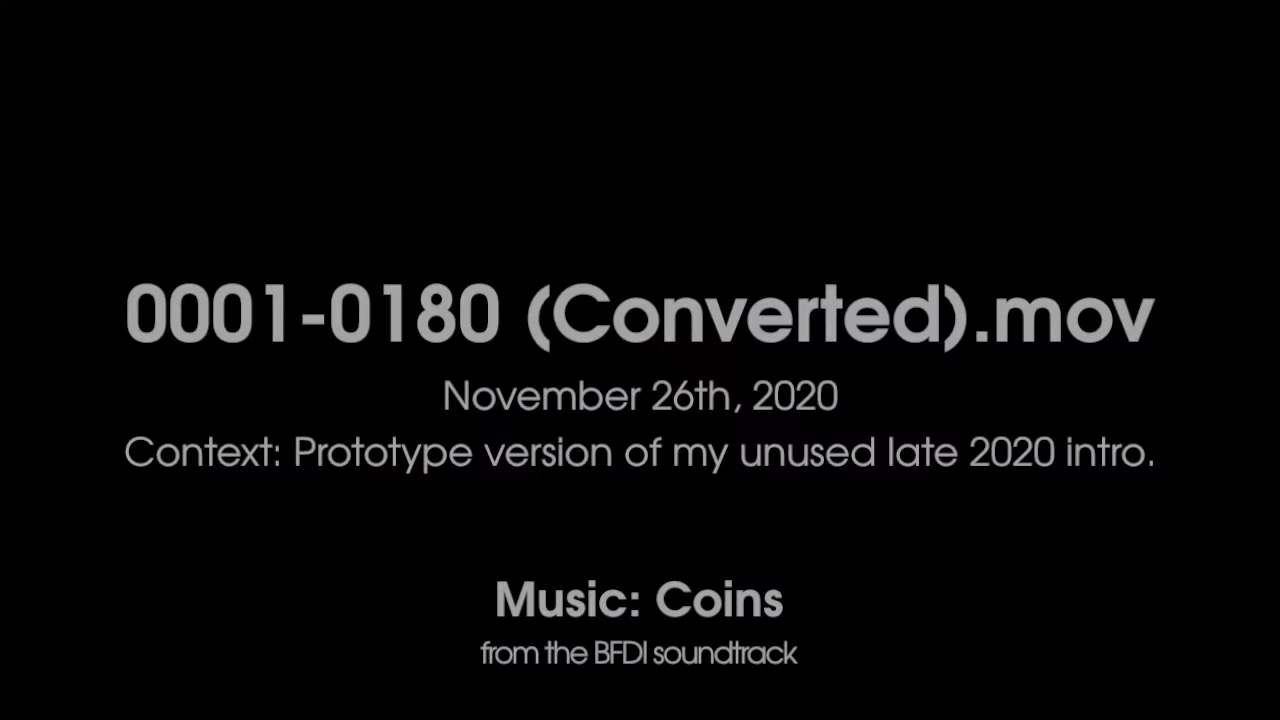 0001-0180 (Converted).mov
November 26th, 2020
Context: Prototype version of my unused late 2020 intro.
Music: Coins
from the BFDI soundtrack